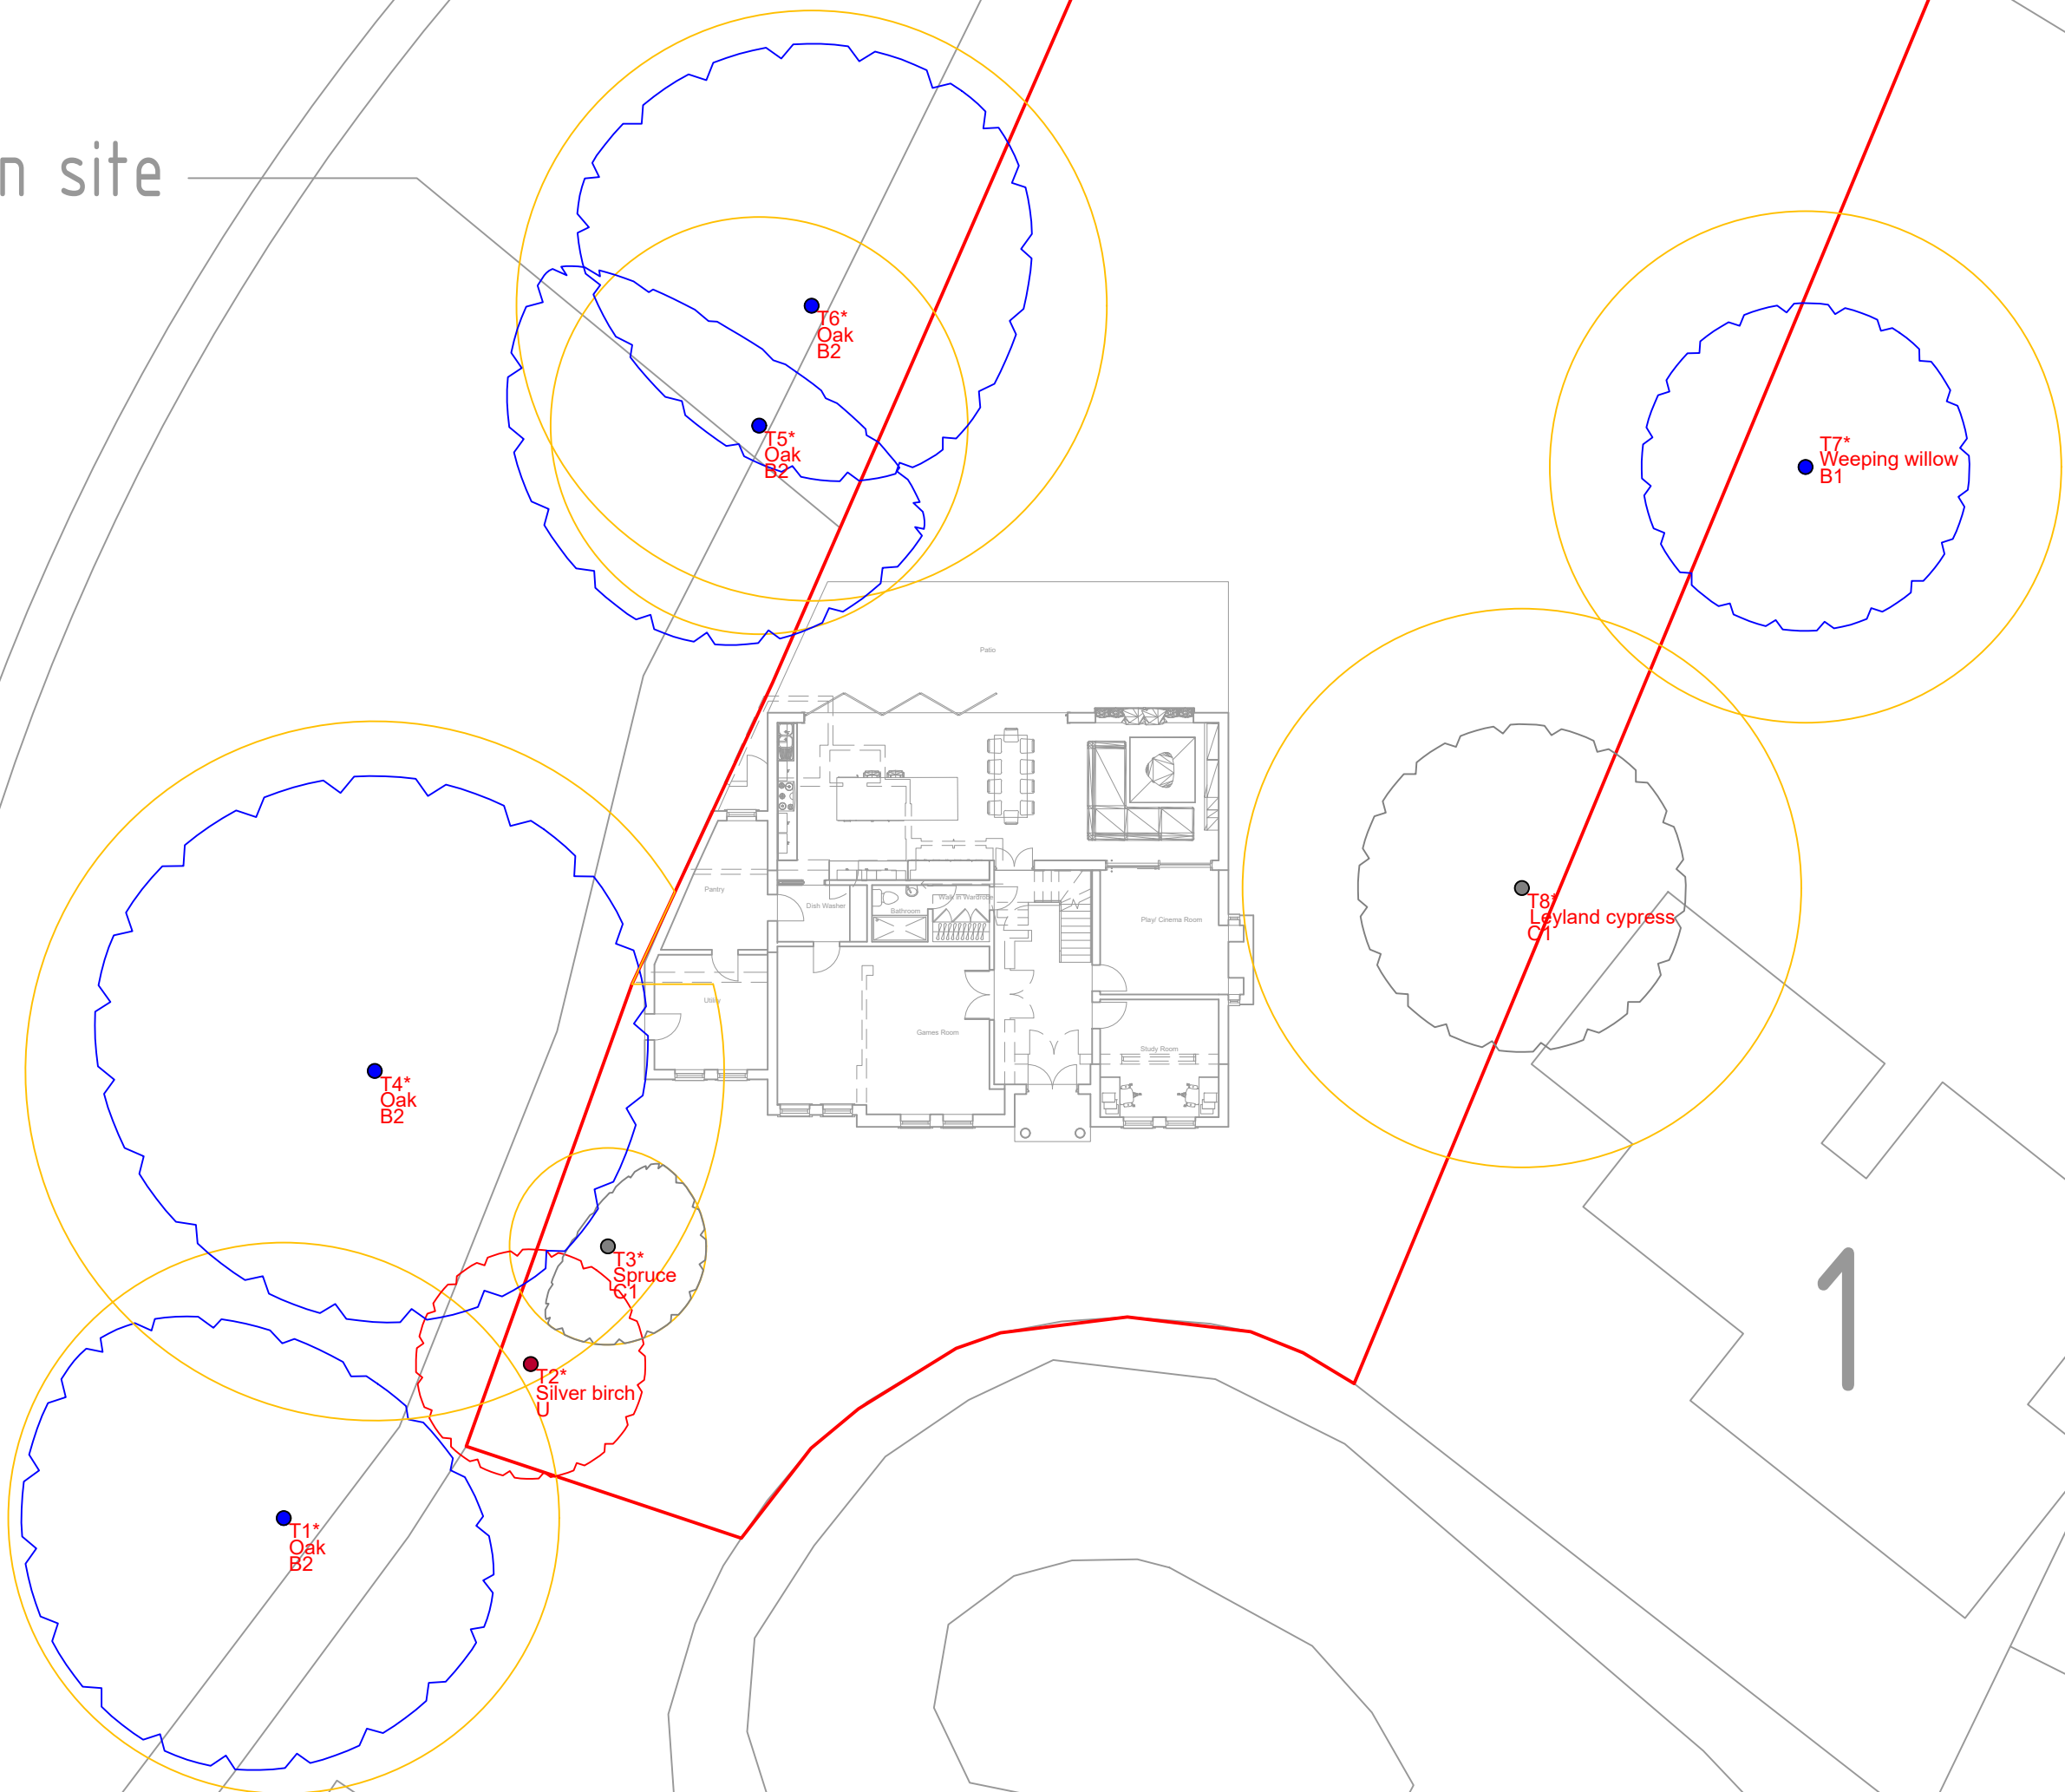 n site
T6*
Oak
B2
T5*
Oak
B2
T7*
Weeping willow
B1
Patio
Pantry
Dish Washer
Bathroom
Walk in Wardrobe
Play/ Cinema Room
T8*
Leyland cypress
C1
Utility
Games Room
Study Room
T4*
Oak
B2
T3*
Spruce
C1
T2*
Silver birch
U
1
T1*
Oak
B2